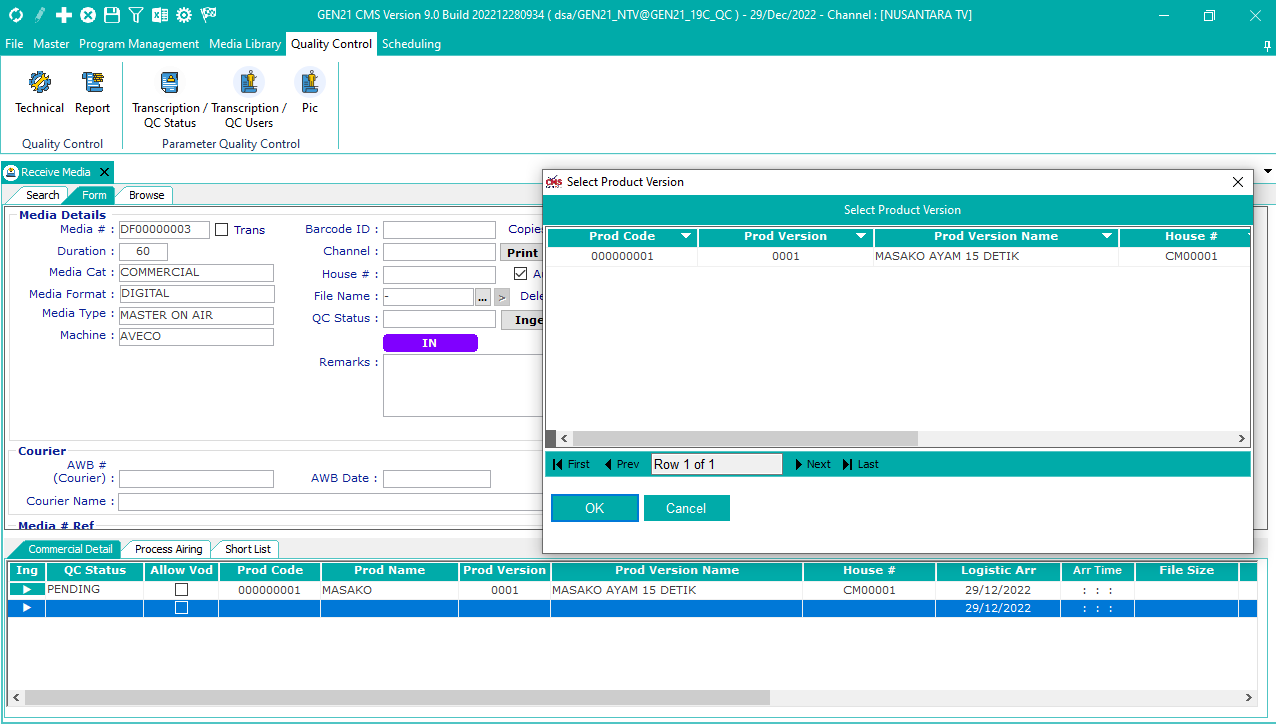 GEN21 CMS Version 9.0 Build 202212280934 ( dsa/GEN21_NTV@GEN21_19C_QC ) - 29/Dec/2022 - Channel : [NUSANTARA TV]
File Master Program Management Media Library Quality Control Scheduling
Technical Report Transcription / QC Status Transcription / QC Users Pic
Quality Control Parameter Quality Control
Receive Media
Search Form Browse
Media Details
Media # : DF00000003 Trans Barcode ID : Copie
Duration : 60 Channel : Print
Media Cat : COMMERCIAL House # : A
Media Format : DIGITAL File Name : - ... > Dele
Media Type : MASTER ON AIR QC Status : Inge
Machine : AVECO IN
Remarks :
Courier
AWB # (Courier) : AWB Date :
Courier Name :
Media # Ref
CMS Select Product Version
Select Product Version
Prod Code Prod Version Prod Version Name House #
000000001 0001 MASAKO AYAM 15 DETIK CM00001
First Prev Row 1 of 1 Next Last
OK Cancel
Commercial Detail Process Airing Short List
Ing QC Status Allow Vod Prod Code Prod Name Prod Version Prod Version Name House # Logistic Arr Arr Time File Size
PENDING 000000001 MASAKO 0001 MASAKO AYAM 15 DETIK CM00001 29/12/2022 : : :
29/12/2022 : : :